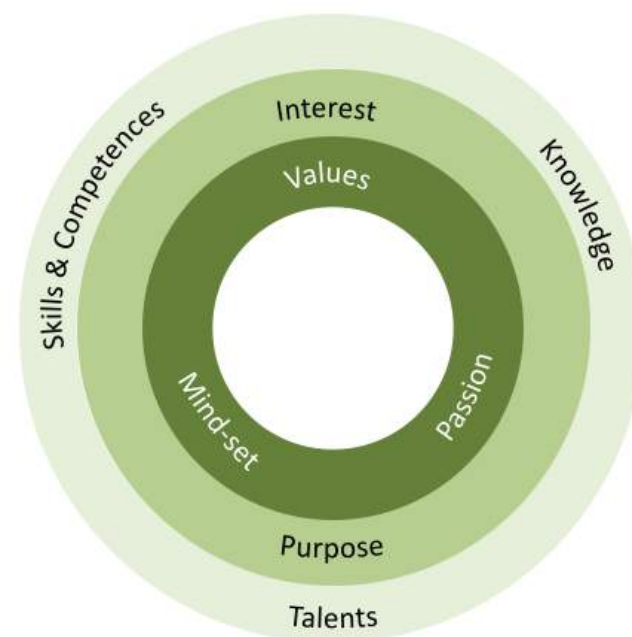 Interest
Values
Skills & Competences
Knowledge
Mind-set
Passion
Purpose
Talents